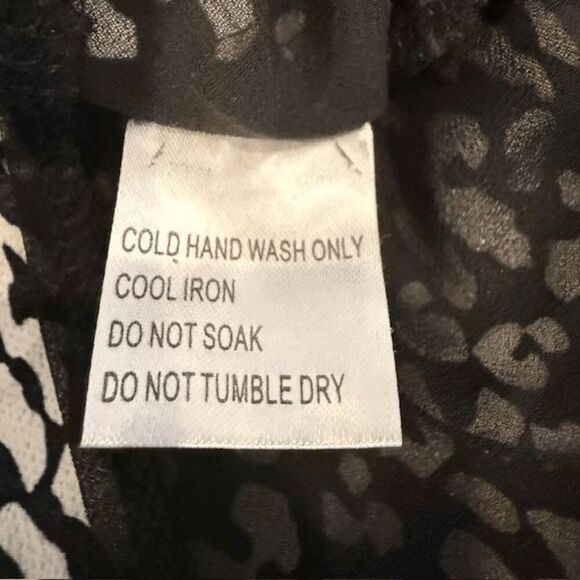 COLD HAND WASH ONLY
COOL IRON
DO NOT SOAK
DO NOT TUMBLE DRY